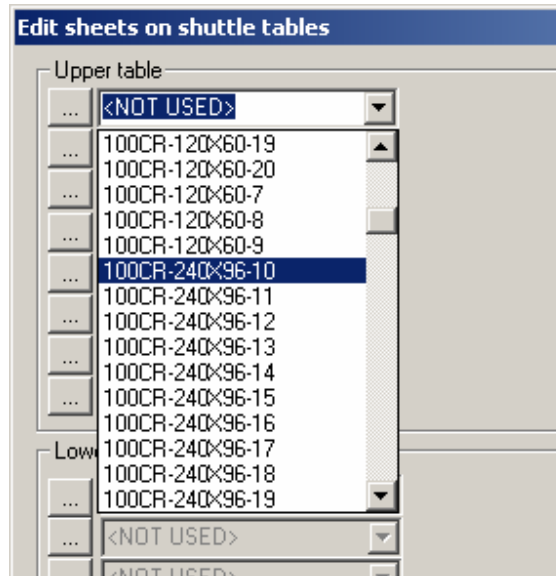 Edit sheets on shuttle tables
Upper table
...
<NOT USED>
...
100CR-120X60-19
100CR-120X60-20
...
100CR-120X60-7
100CR-120X60-8
...
100CR-120X60-9
...
100CR-240X96-10
100CR-240X96-11
...
100CR-240X96-12
100CR-240X96-13
...
100CR-240X96-14
...
100CR-240X96-15
100CR-240X96-16
Low
100CR-240X96-17
100CR-240X96-18
...
100CR-240X96-19
...
<NOT USED>
<NOT USED>